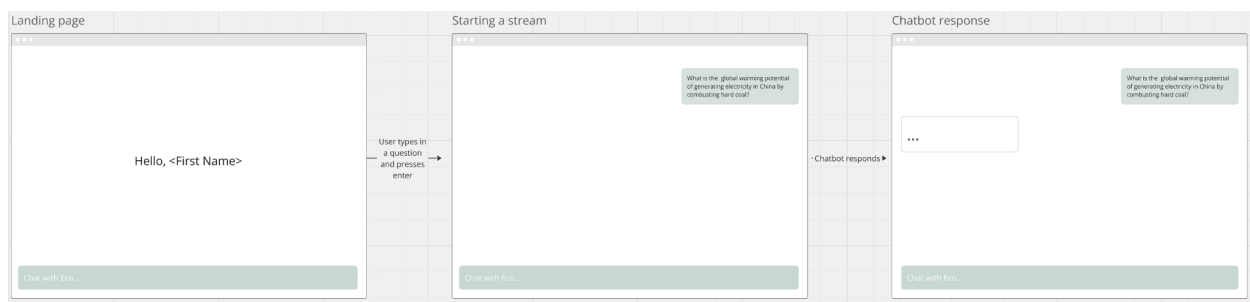 Landing page
Starting a stream
Chatbot response
Hello, <First Name>
Chat with Eco...
User types in
a question
and presses
enter
What is the global warming potential
of generating electricity in China by
combusting hard coal?
Chat with Eco...
Chatbot responds
What is the global warming potential
of generating electricity in China by
combusting hard coal?
...
Chat with Eco...